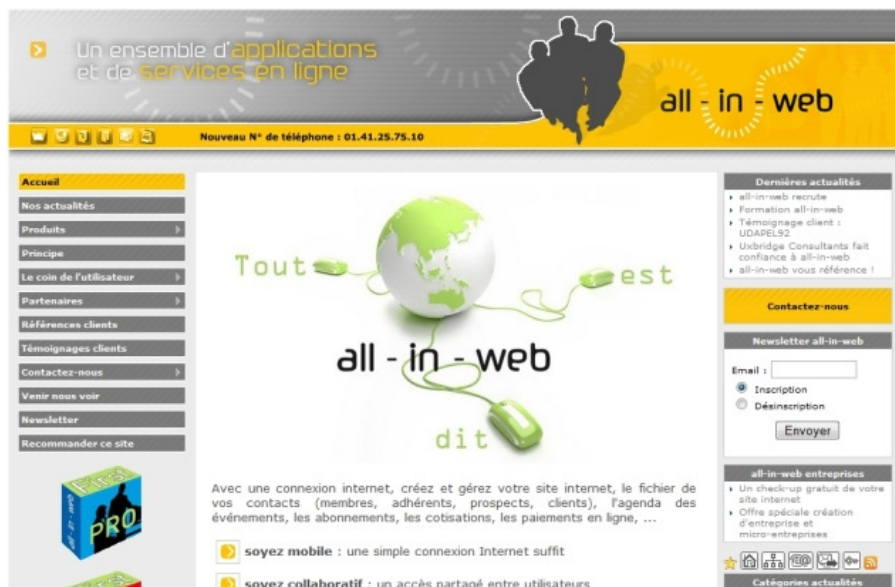 Un ensemble d'applications
et de services en ligne
all - in - web
Nouveau N° de téléphone : 01.41.25.75.10
Accueil
Nos actualités
Produits
Principe
Le coin de l'utilisateur
Partenaires
Références clients
Témoignages clients
Contactez-nous
Venir nous voir
Newsletter
Recommander ce site
First
all-in-web
PRO
Tout
est
all - in - web
dit
Avec une connexion internet, créez et gérez votre site internet, le fichier de
vos contacts (membres, adhérents, prospects, clients), l'agenda des
événements, les abonnements, les cotisations, les paiements en ligne, ...
soyez mobile : une simple connexion Internet suffit
soyez collaboratif : un accès partagé entre utilisateurs
Dernières actualités
all-in-web recrute
Formation all-in-web
Témoignage client :
UDAPEL92
Uxbridge Consultants fait
confiance à all-in-web
all-in-web vous référence !
Contactez-nous
Newsletter all-in-web
Email :
Inscription
Désinscription
Envoyer
all-in-web entreprises
Un check-up gratuit de votre
site internet
Offre spéciale création
d'entreprise et
micro-entreprises
Catégories actualités